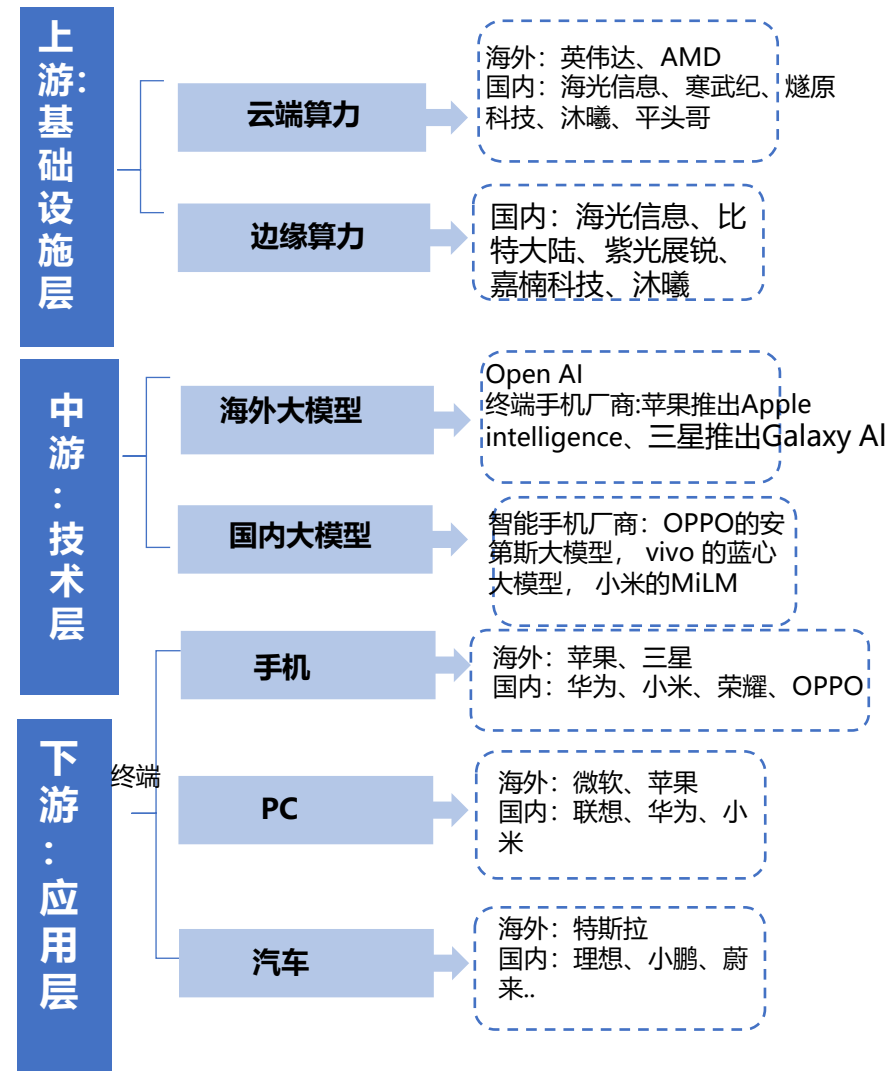 上游：基础设施层
云端算力
海外：英伟达、AMD
国内：海光信息、寒武纪、燧原
科技、沐曦、平头哥
边缘算力
国内：海光信息、比
特大陆、紫光展锐、
嘉楠科技、沐曦
中游：技术层
海外大模型
Open AI
终端手机厂商:苹果推出Apple
intelligence、三星推出Galaxy AI
国内大模型
智能手机厂商：OPPO的安
第斯大模型， vivo 的蓝心
大模型， 小米的MiLM
下游：应用层
终端
手机
海外：苹果、三星
国内：华为、小米、荣耀、OPPO
PC
海外：微软、苹果
国内：联想、华为、小
米
汽车
海外：特斯拉
国内：理想、小鹏、蔚
来..